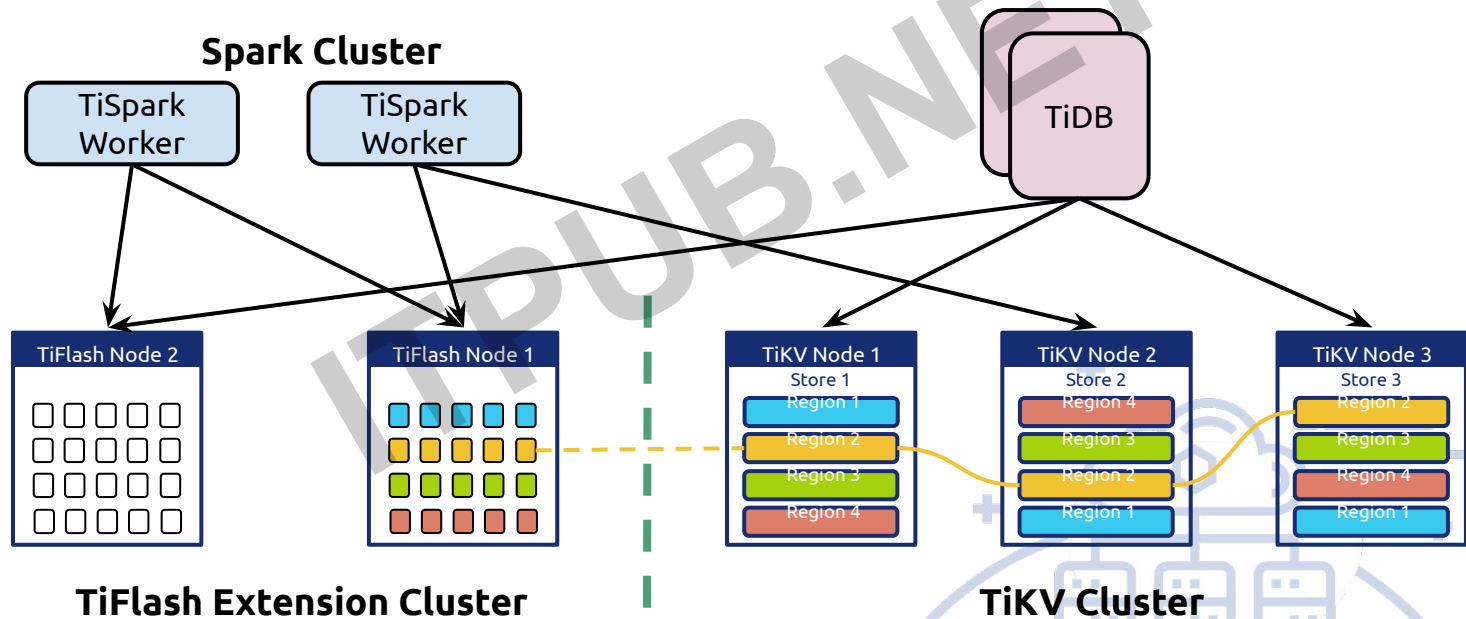 Spark Cluster
TiSpark
Worker
TiSpark
Worker
TiDB
ITPUB.NET
TiFlash Node 2
TiFlash Node 1
TiKV Node 1
Store 1
Region 1
Region 2
Region 3
Region 4
TiKV Node 2
Store 2
Region 4
Region 3
Region 2
Region 1
TiKV Node 3
Store 3
Region 2
Region 3
Region 4
Region 1
TiFlash Extension Cluster
TiKV Cluster